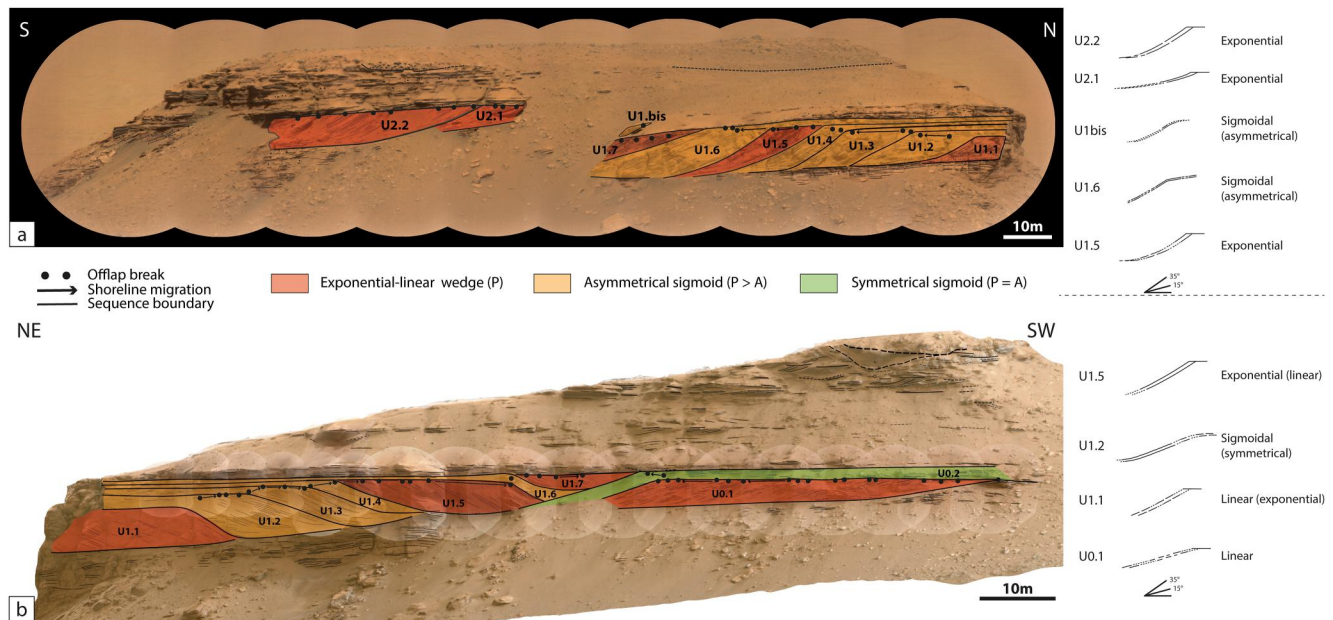 S
N
U2.2
U2.1
U1.bis
U1.7
U1.6
U1.5
U1.4
U1.3
U1.2
U1.1
10m
a
U2.2 Exponential
U2.1 Exponential
U1bis Sigmoidal
(asymmetrical)
U1.6 Sigmoidal
(asymmetrical)
U1.5 Exponential
35°
15°
Offlap break
Shoreline migration
Sequence boundary
Exponential-linear wedge (P)
Asymmetrical sigmoid (P > A)
Symmetrical sigmoid (P = A)
NE
SW
U1.1
U1.2
U1.3
U1.4
U1.5
U1.6
U1.7
U0.1
U0.2
10m
b
U1.5 Exponential (linear)
U1.2 Sigmoidal
(symmetrical)
U1.1 Linear (exponential)
U0.1 Linear
35°
15°